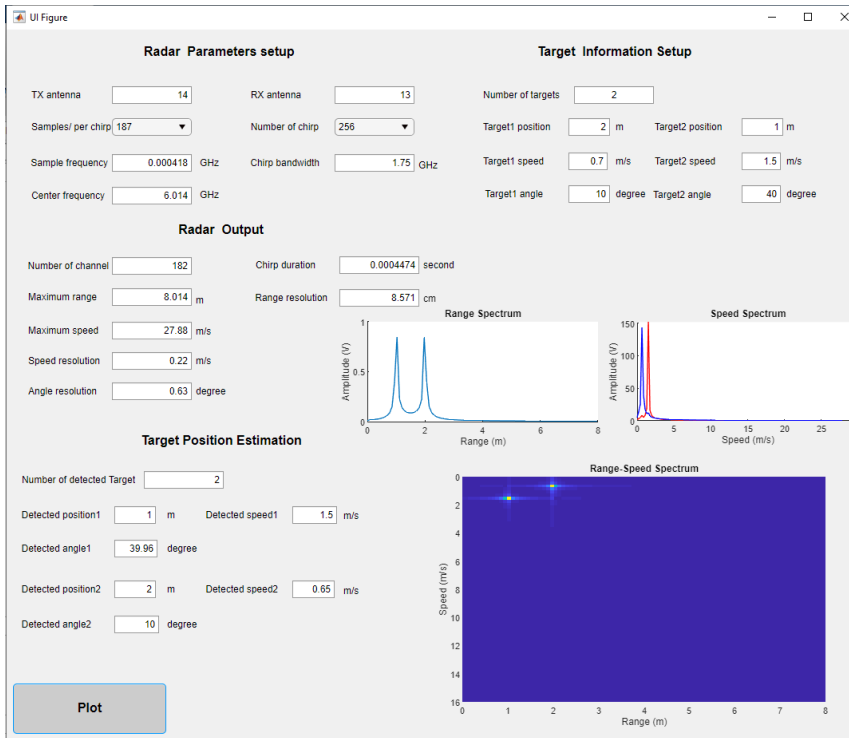 UI Figure
Radar Parameters setup
Target Information Setup
TX antenna 14 RX antenna 13 Number of targets 2
Samples/ per chirp 187 Number of chirp 256 Target1 position 2 m Target2 position 1 m
Sample frequency 0.000418 GHz Chirp bandwidth 1.75 GHz Target1 speed 0.7 m/s Target2 speed 1.5 m/s
Center frequency 6.014 GHz Target1 angle 10 degree Target2 angle 40 degree
Radar Output
Number of channel 182 Chirp duration 0.0004474 second
Maximum range 8.014 m Range resolution 8.571 cm
Maximum speed 27.88 m/s
Speed resolution 0.22 m/s
Angle resolution 0.63 degree
Range Spectrum
Amplitude (V)
1
0.5
0
0 2 4 6 8
Range (m)
Speed Spectrum
Amplitude (V)
150
100
50
0
0 5 10 15 20 25
Speed (m/s)
Target Position Estimation
Number of detected Target 2
Detected position1 1 m Detected speed1 1.5 m/s
Detected angle1 39.96 degree
Detected position2 2 m Detected speed2 0.65 m/s
Detected angle2 10 degree
Range-Speed Spectrum
Speed (m/s)
0
2
4
6
8
10
12
14
16
0 1 2 3 4 5 6 7 8
Range (m)
Plot